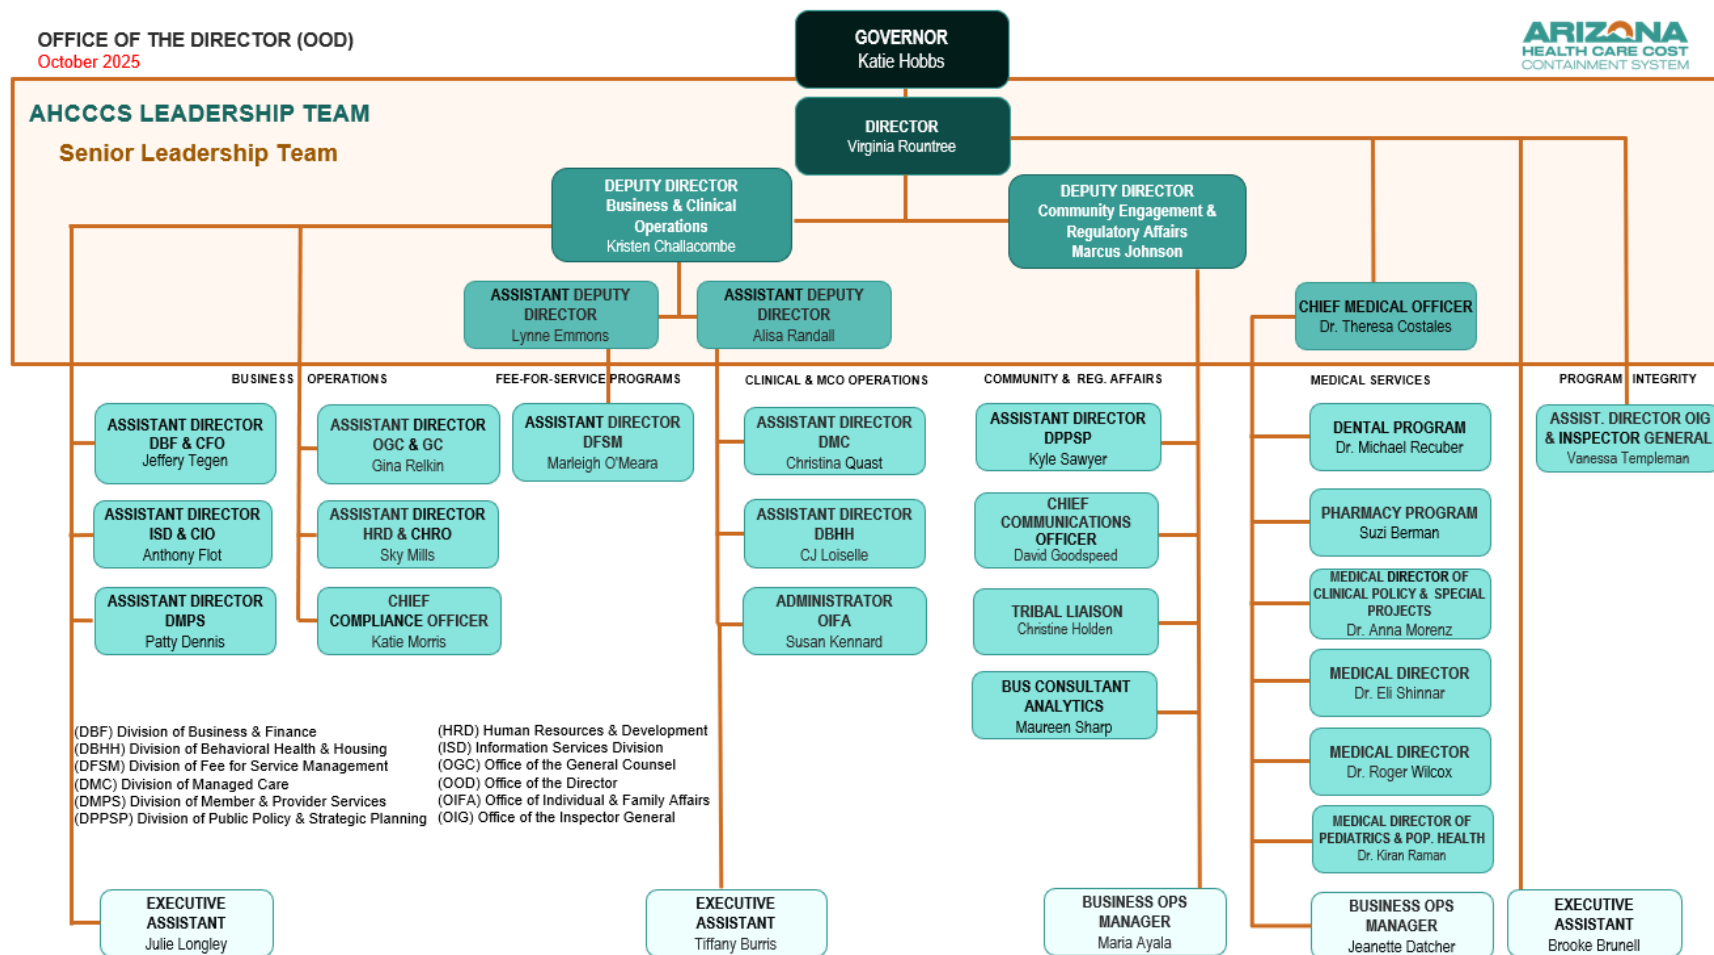 OFFICE OF THE DIRECTOR (OOD)
October 2025
GOVERNOR
Katie Hobbs
ARIZONA
HEALTH CARE COST
CONTAINMENT SYSTEM
AHCCCS LEADERSHIP TEAM
Senior Leadership Team
DIRECTOR
Virginia Rountree
DEPUTY DIRECTOR
Business & Clinical
Operations
Kristen Challacombe
DEPUTY DIRECTOR
Community Engagement &
Regulatory Affairs
Marcus Johnson
ASSISTANT DEPUTY
DIRECTOR
Lynne Emmons
ASSISTANT DEPUTY
DIRECTOR
Alisa Randall
CHIEF MEDICAL OFFICER
Dr. Theresa Costales
BUSINESS OPERATIONS
FEE-FOR-SERVICE PROGRAMS
CLINICAL & MCO OPERATIONS
COMMUNITY & REG. AFFAIRS
MEDICAL SERVICES
PROGRAM INTEGRITY
ASSISTANT DIRECTOR
DBF & CFO
Jeffery Tegen
ASSISTANT DIRECTOR
OGC & GC
Gina Relkin
ASSISTANT DIRECTOR
DFSM
Marleigh O'Meara
ASSISTANT DIRECTOR
DMC
Christina Quast
ASSISTANT DIRECTOR
DPPSP
Kyle Sawyer
DENTAL PROGRAM
Dr. Michael Recuber
ASSIST. DIRECTOR OIG
& INSPECTOR GENERAL
Vanessa Templeman
ASSISTANT DIRECTOR
ISD & CIO
Anthony Flot
ASSISTANT DIRECTOR
HRD & CHRO
Sky Mills
ASSISTANT DIRECTOR
DBHH
CJ Loiselle
CHIEF
COMMUNICATIONS
OFFICER
David Goodspeed
PHARMACY PROGRAM
Suzi Berman
ASSISTANT DIRECTOR
DMPS
Patty Dennis
CHIEF
COMPLIANCE OFFICER
Katie Morris
ADMINISTRATOR
OIFA
Susan Kennard
TRIBAL LIAISON
Christine Holden
MEDICAL DIRECTOR OF
CLINICAL POLICY & SPECIAL
PROJECTS
Dr. Anna Morenz
BUS CONSULTANT
ANALYTICS
Maureen Sharp
MEDICAL DIRECTOR
Dr. Eli Shinnar
MEDICAL DIRECTOR
Dr. Roger Wilcox
MEDICAL DIRECTOR OF
PEDIATRICS & POP. HEALTH
Dr. Kiran Raman
(DBF) Division of Business & Finance
(DBHH) Division of Behavioral Health & Housing
(DFSM) Division of Fee for Service Management
(DMC) Division of Managed Care
(DMPS) Division of Member & Provider Services
(DPPSP) Division of Public Policy & Strategic Planning
(HRD) Human Resources & Development
(ISD) Information Services Division
(OGC) Office of the General Counsel
(OOD) Office of the Director
(OIFA) Office of Individual & Family Affairs
(OIG) Office of the Inspector General
EXECUTIVE
ASSISTANT
Julie Longley
EXECUTIVE
ASSISTANT
Tiffany Burris
BUSINESS OPS
MANAGER
Maria Ayala
BUSINESS OPS
MANAGER
Jeanette Datcher
EXECUTIVE
ASSISTANT
Brooke Brunell